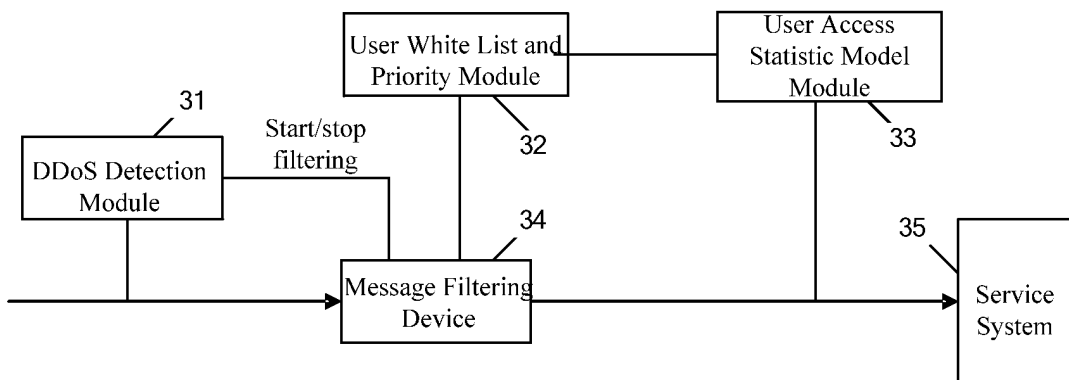 User White List and
Priority Module
32
User Access
Statistic Model
Module
33
31
DDoS Detection
Module
Start/stop
filtering
34
Message Filtering
Device
35
Service
System